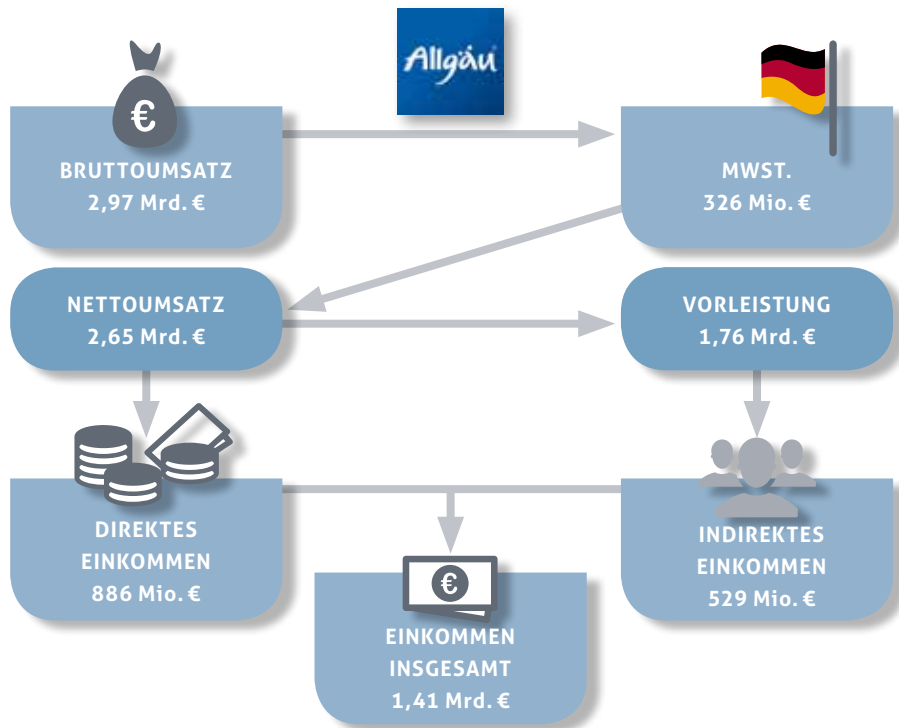 Allgäu
BRUTTOUMSATZ
2,97 Mrd. €
MWST.
326 Mio. €
NETTOUMSATZ
2,65 Mrd. €
VORLEISTUNG
1,76 Mrd. €
DIREKTES
EINKOMMEN
886 Mio. €
INDIREKTES
EINKOMMEN
529 Mio. €
EINKOMMEN
INSGESAMT
1,41 Mrd. €
€
€